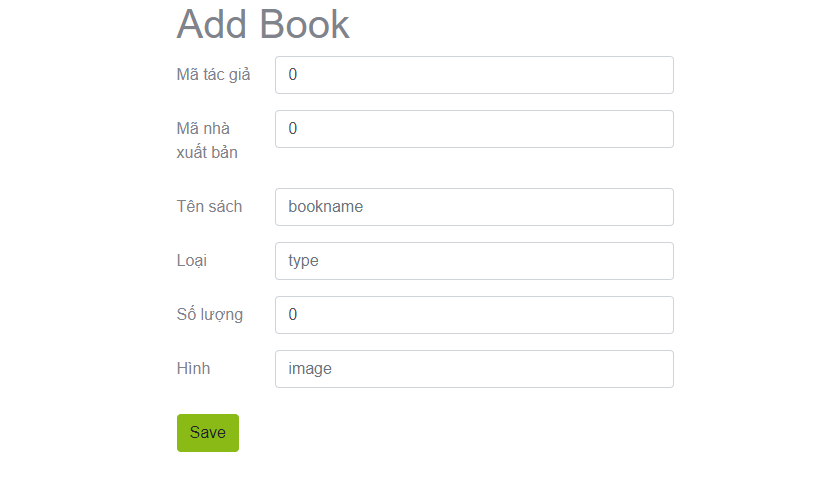 Add Book
Mã tác giả
0
Mã nhà
xuất bản
0
Tên sách
bookname
Loại
type
Số lượng
0
Hình
image
Save